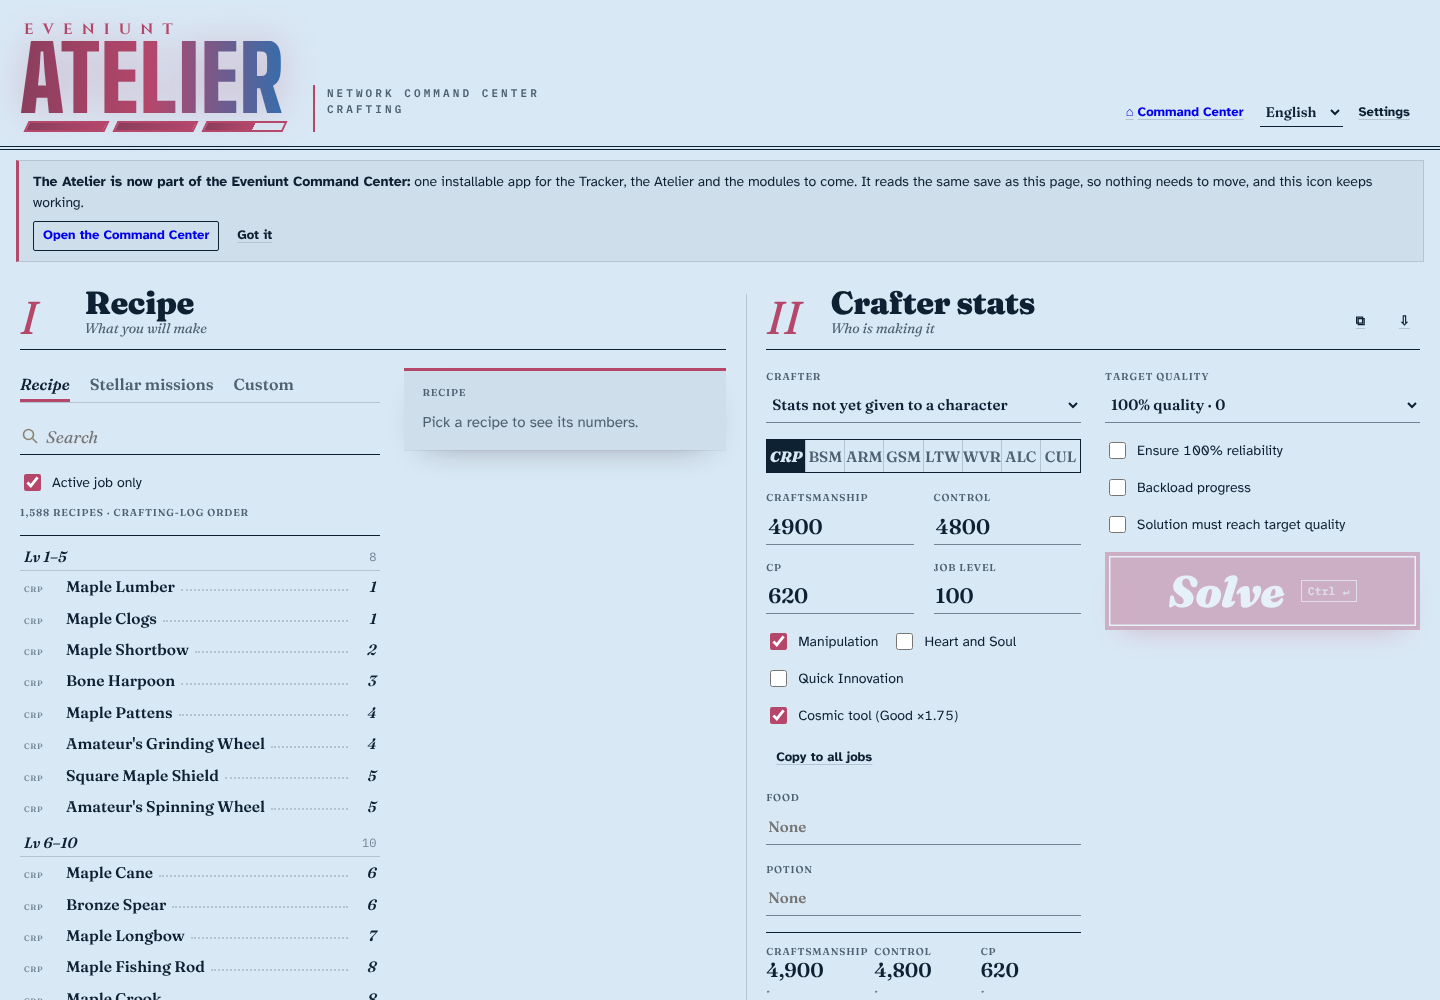 EVENIUNT
ATELIER
NETWORK COMMAND CENTER
CRAFTING
⌂ Command Center
English
Settings
The Atelier is now part of the Eveniunt Command Center: one installable app for the Tracker, the Atelier and the modules to come. It reads the same save as this page, so nothing needs to move, and this icon keeps
working.
Open the Command Center
Got it
I
Recipe
What you will make
Recipe
Stellar missions
Custom
Search
Active job only
1,588 RECIPES · CRAFTING-LOG ORDER
Lv 1–5 8
CRP Maple Lumber 1
CRP Maple Clogs 1
CRP Maple Shortbow 2
CRP Bone Harpoon 3
CRP Maple Pattens 4
CRP Amateur's Grinding Wheel 4
CRP Square Maple Shield 5
CRP Amateur's Spinning Wheel 5
Lv 6–10 10
CRP Maple Cane 6
CRP Bronze Spear 6
CRP Maple Longbow 7
CRP Maple Fishing Rod 8
CRP Maple Crook 8
RECIPE
Pick a recipe to see its numbers.
II
Crafter stats
Who is making it
CRAFTER
Stats not yet given to a character
CRP BSM ARM GSM LTW WVR ALC CUL
CRAFTSMANSHIP CONTROL
4900 4800
CP JOB LEVEL
620 100
Manipulation Heart and Soul
Quick Innovation
Cosmic tool (Good ×1.75)
Copy to all jobs
FOOD
None
POTION
None
CRAFTSMANSHIP CONTROL CP
4,900 4,800 620
TARGET QUALITY
100% quality · 0
Ensure 100% reliability
Backload progress
Solution must reach target quality
Solve Ctrl ↵